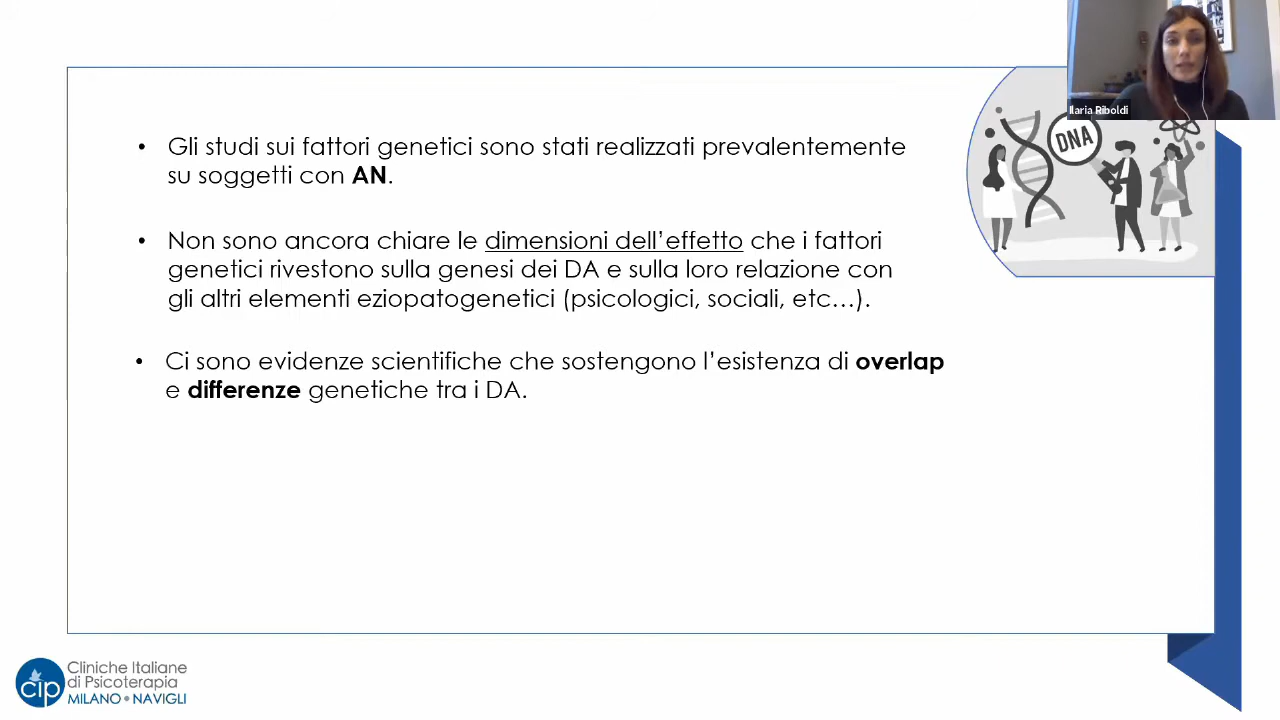 Ilaria Riboldi
DNA
• Gli studi sui fattori genetici sono stati realizzati prevalentemente
su soggetti con AN.
• Non sono ancora chiare le dimensioni dell’effetto che i fattori
genetici rivestono sulla genesi dei DA e sulla loro relazione con
gli altri elementi eziopatogenetici (psicologici, sociali, etc…).
• Ci sono evidenze scientifiche che sostengono l’esistenza di overlap
e differenze genetiche tra i DA.
cip
Cliniche Italiane
di Psicoterapia
MILANO • NAVIGLI